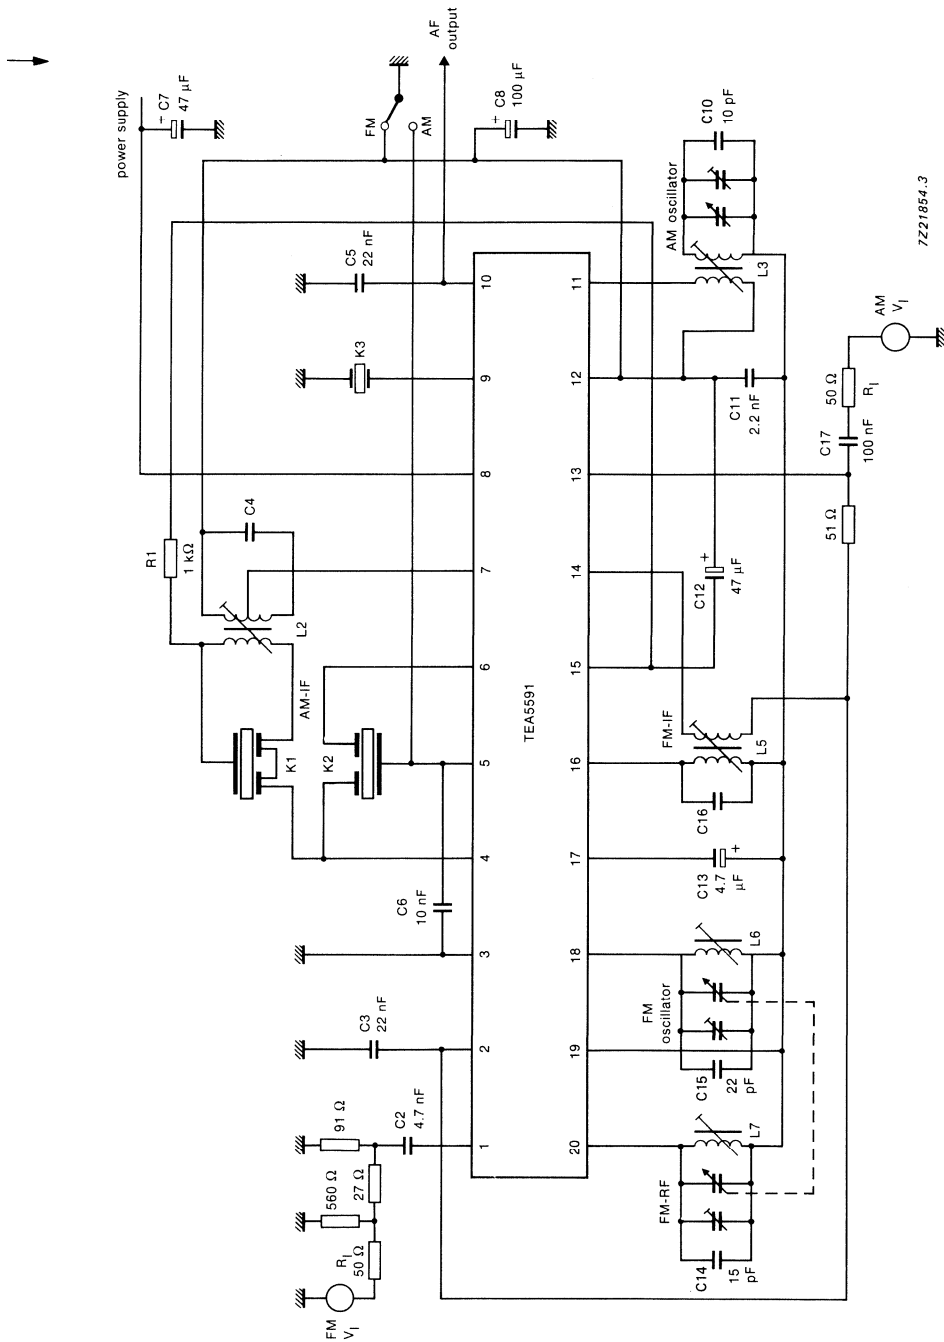 AF
output
power supply
+ C7
47 µF
FM
AM
+ C8
100 µF
C10
10 pF
AM oscillator
L3
7Z21854.3
C5
22 nF
K3
R1
1 kΩ
C4
L2
AM-IF
K1
K2
C6
10 nF
C3
22 nF
91 Ω
C2
4.7 nF
560 Ω
27 Ω
RI
50 Ω
FM
VI
1
2
3
4
5
6
7
8
9
10
TEA5591
20
19
18
17
16
15
14
13
12
11
C11
2.2 nF
C12
+
47 µF
FM-IF
L5
C16
C13
4.7
µF
+
L6
FM
oscillator
C15
22
pF
L7
FM-RF
C14
15
pF
51 Ω
C17
100 nF
50 Ω
RI
AM
VI